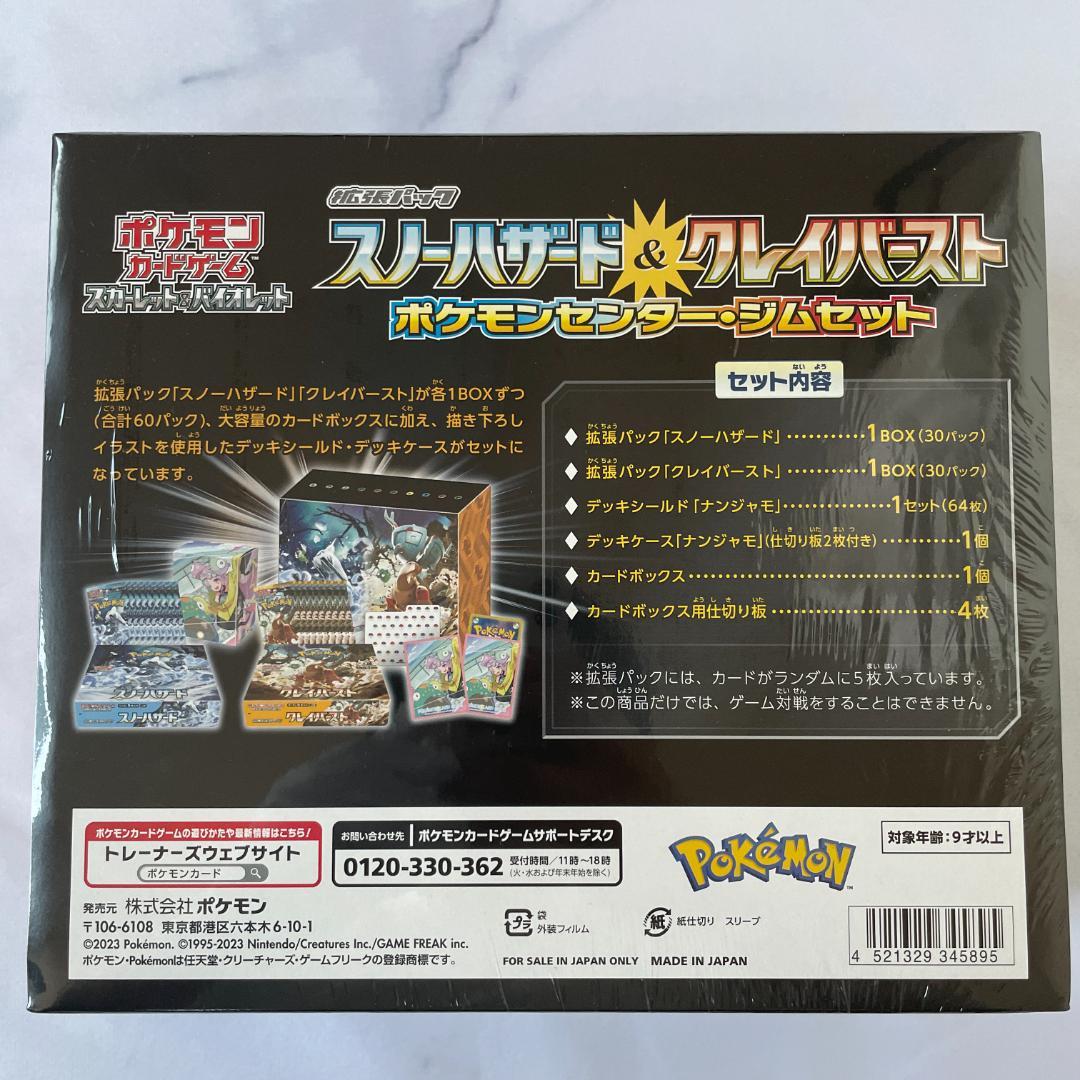 拡張パック
ポケモン
カードゲーム™
スカーレット&バイオレット
スノーハザード&クレイバースト
ポケモンセンター・ジムセット
拡張パック「スノーハザード」「クレイバースト」が各1BOXずつ
(合計60パック)、大容量のカードボックスに加え、描き下ろし
イラストを使用したデッキシールド・デッキケースがセットに
なっています。
セット内容
◆拡張パック「スノーハザード」…………1BOX(30パック)
◆拡張パック「クレイバースト」…………1BOX(30パック)
◆デッキシールド「ナンジャモ」…………1セット(64枚)
◆デッキケース「ナンジャモ」(仕切り板2枚付き)…………1個
◆カードボックス…………1個
◆カードボックス用仕切り板…………4枚
※拡張パックには、カードがランダムに5枚入っています。
※この商品だけでは、ゲーム対戦をすることはできません。
スノーハザード
スノーハザード
クレイバースト
クレイバースト
POKéMON
ポケモンカードゲームの遊びかたや最新情報はこちら!
トレーナーズウェブサイト
ポケモンカード
お問い合わせ先 ポケモンカードゲームサポートデスク
0120-330-362 受付時間/11時~18時
(火・水および年末年始を除く)
POKéMON™
対象年齢:9才以上
発売元 株式会社ポケモン
〒106-6108 東京都港区六本木6-10-1
©2023 Pokémon. ©1995-2023 Nintendo/Creatures Inc./GAME FREAK inc.
ポケモン・Pokémonは任天堂・クリーチャーズ・ゲームフリークの登録商標です。
プラ 袋
外装フィルム
紙 紙仕切り スリーブ
FOR SALE IN JAPAN ONLY MADE IN JAPAN
4 521329 345895